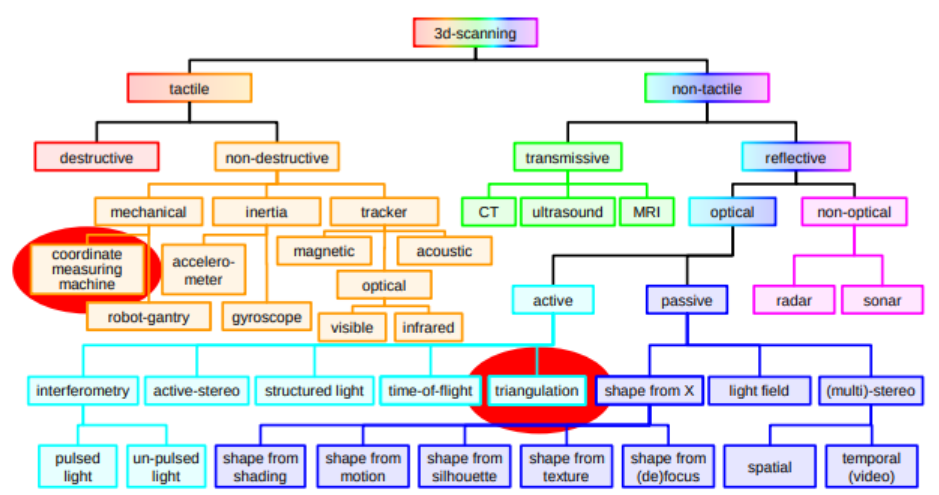 3d-scanning
tactile
non-tactile
destructive
non-destructive
transmissive
reflective
mechanical
inertia
tracker
CT
ultrasound
MRI
optical
non-optical
coordinate
measuring
machine
accelero-
meter
magnetic
acoustic
optical
robot-gantry
gyroscope
visible
infrared
active
passive
radar
sonar
interferometry
active-stereo
structured light
time-of-flight
triangulation
shape from X
light field
(multi)-stereo
pulsed
light
un-pulsed
light
shape from
shading
shape from
motion
shape from
silhouette
shape from
texture
shape from
(de)focus
spatial
temporal
(video)